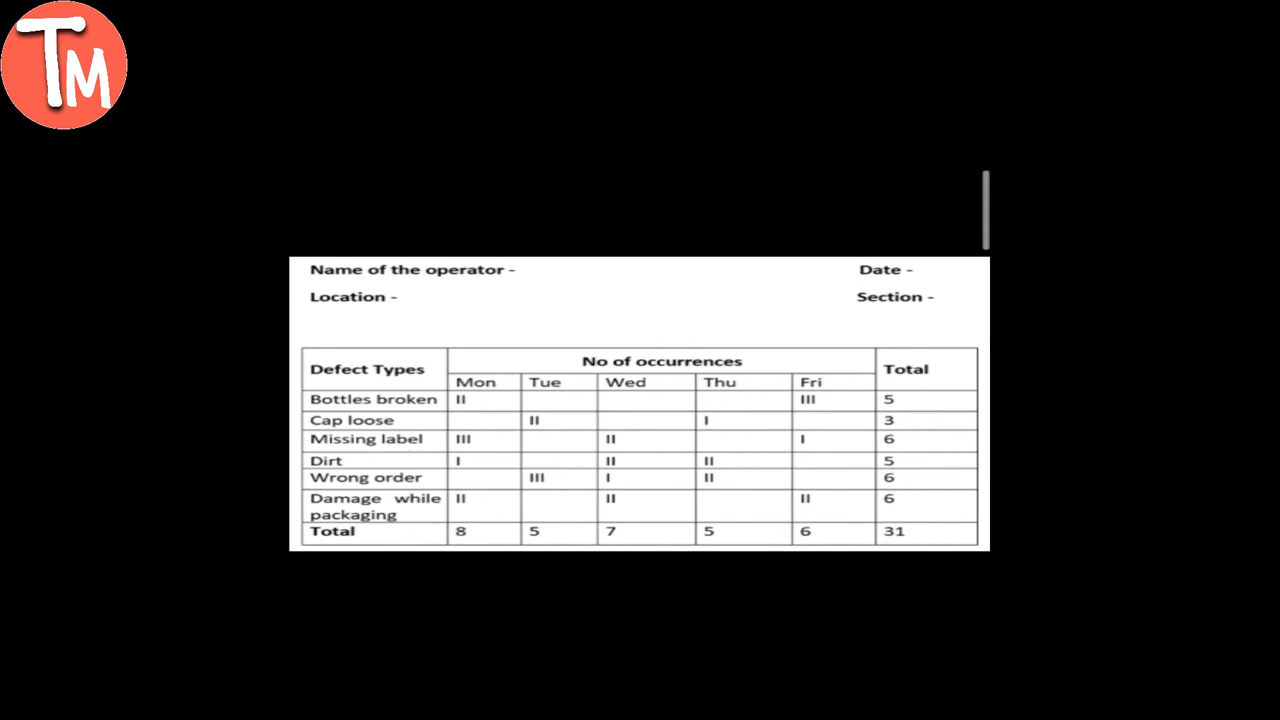 TM
Name of the operator - Date -
Location - Section -
Defect Types No of occurrences Total
Mon Tue Wed Thu Fri
Bottles broken II III 5
Cap loose II I 3
Missing label III II I 6
Dirt I II II 5
Wrong order III I II 6
Damage while II II II 6
packaging
Total 8 5 7 5 6 31